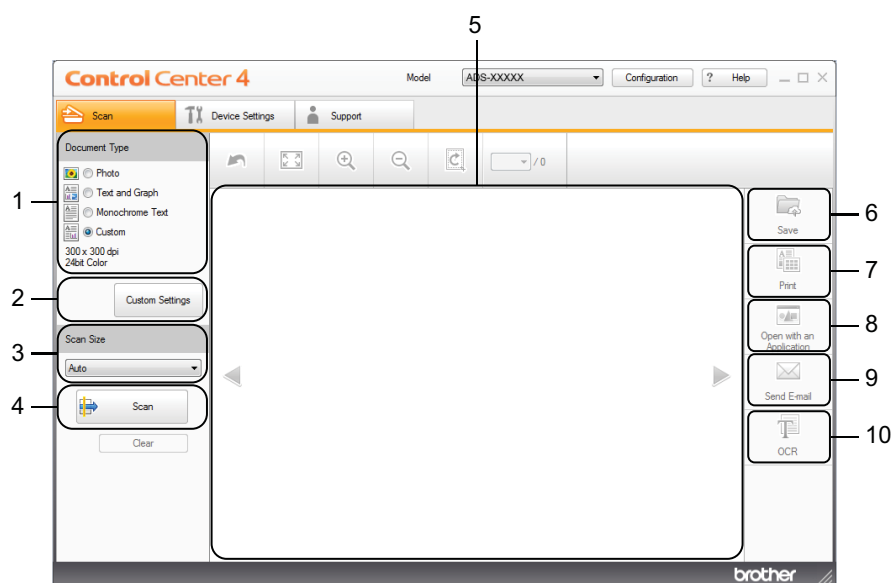 5
Control Center 4
Model
ADS-XXXXX
Configuration
? Help
Scan
Device Settings
Support
Document Type
/ 0
1
Photo
Text and Graph
Monochrome Text
Custom
300 x 300 dpi
24bit Color
2
Custom Settings
3
Scan Size
Auto
4
Scan
Clear
Save
6
Print
7
Open with an
Application
8
Send E-mail
9
T
OCR
10
brother